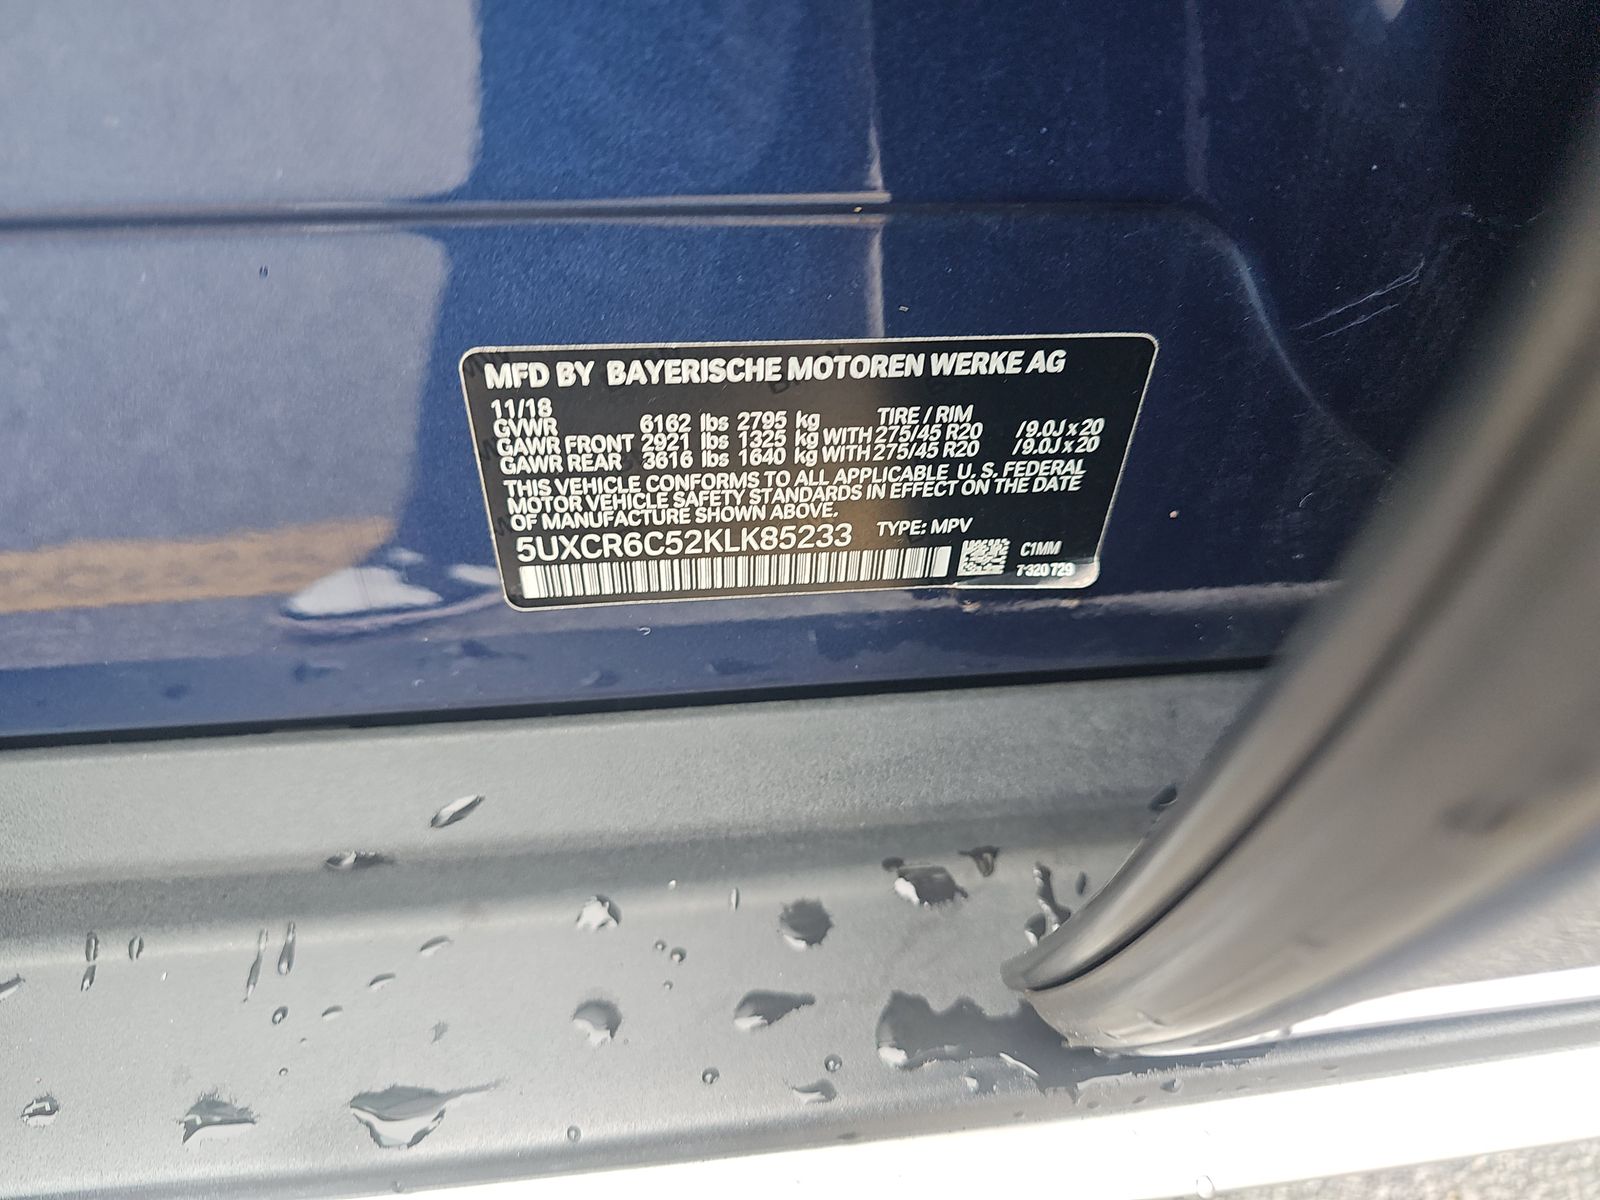 MFD BY BAYERISCHE MOTOREN WERKE AG
11/18
GVWR 6162 lbs 2795 kg TIRE / RIM
GAWR FRONT 2921 lbs 1325 kg WITH 275/45 R20 /9.0J x 20
GAWR REAR 3616 lbs 1640 kg WITH 275/45 R20 /9.0J x 20
THIS VEHICLE CONFORMS TO ALL APPLICABLE U. S. FEDERAL
MOTOR VEHICLE SAFETY STANDARDS IN EFFECT ON THE DATE
OF MANUFACTURE SHOWN ABOVE.
5UXCR6C52KLK85233 TYPE: MPV
C1MM
7 320 729